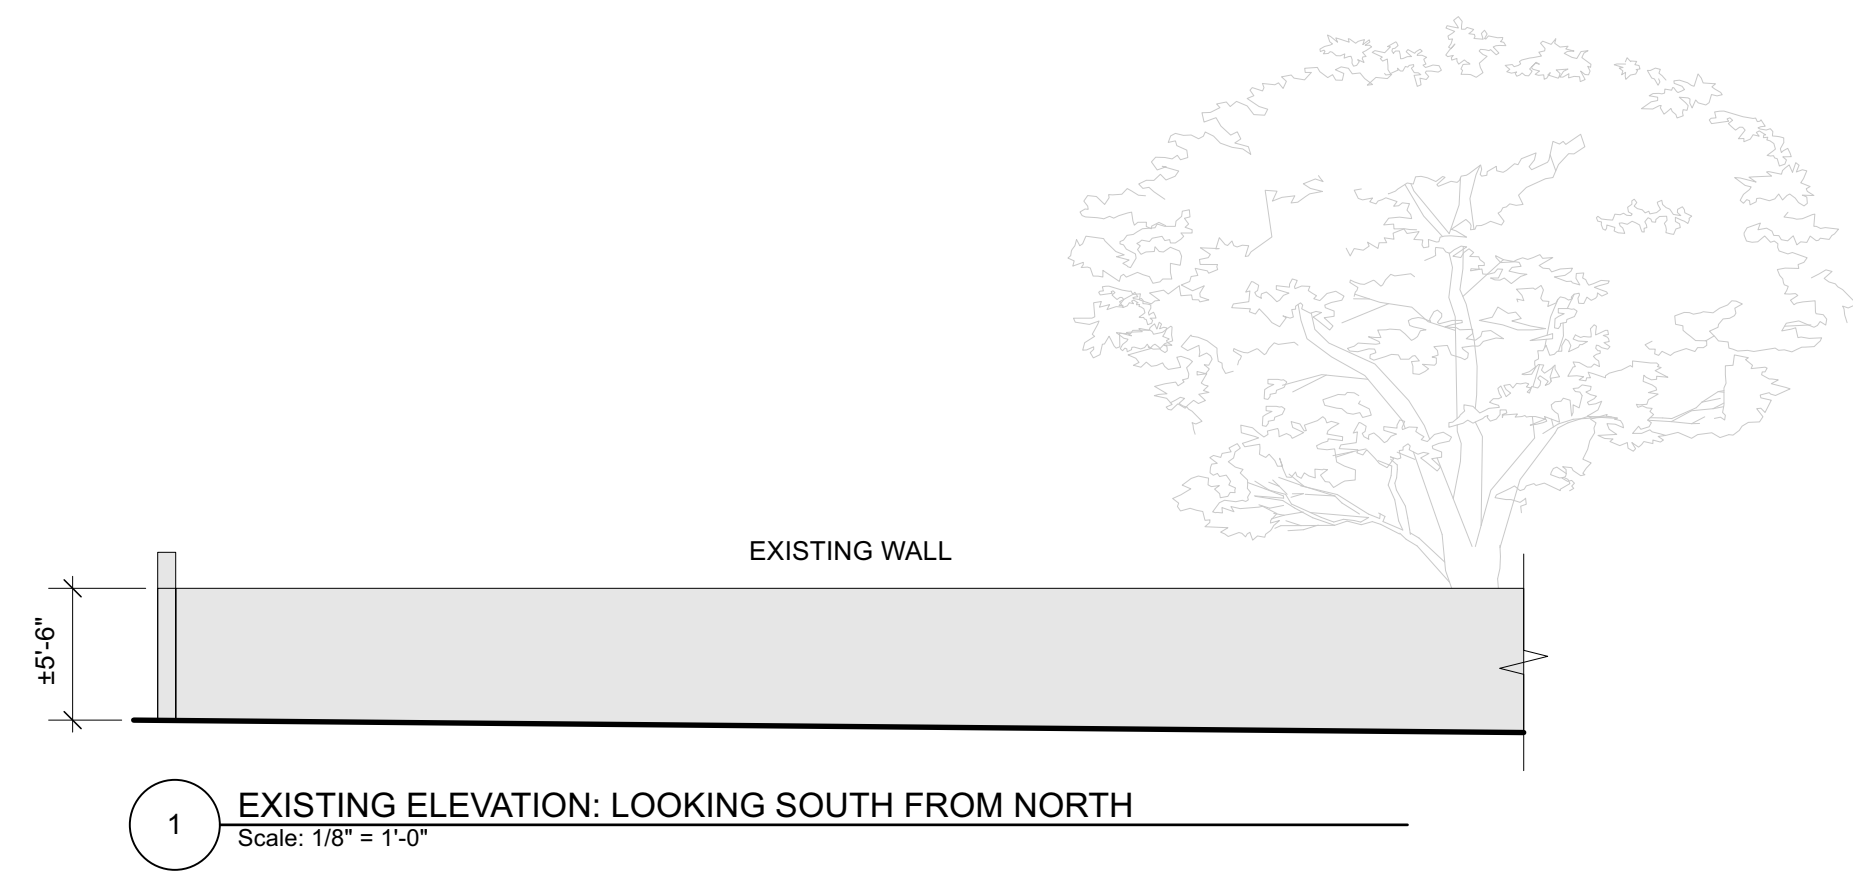 EXISTING WALL
±5'-6"
1
EXISTING ELEVATION: LOOKING SOUTH FROM NORTH
Scale: 1/8" = 1'-0"